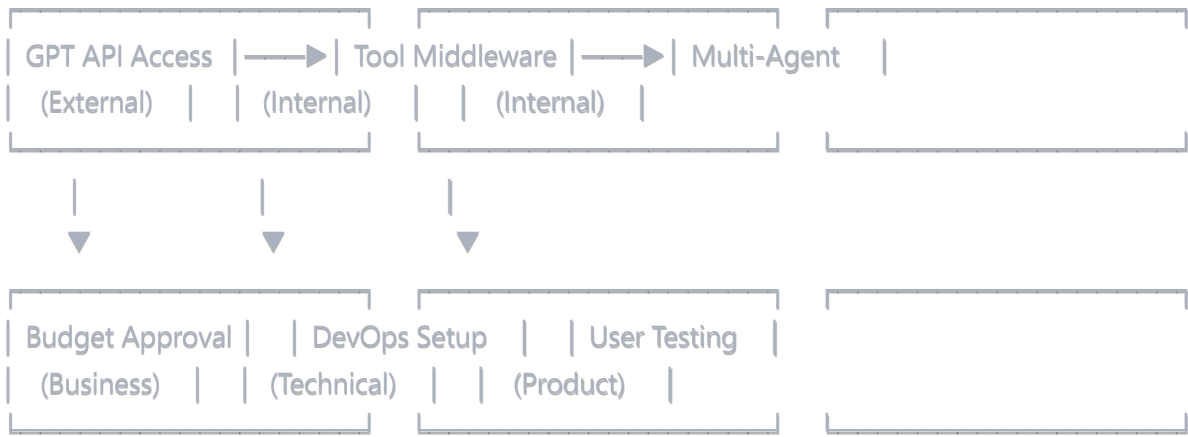 GPT API Access Tool Middleware Multi-Agent
(External) (Internal) (Internal)
Budget Approval DevOps Setup User Testing
(Business) (Technical) (Product)